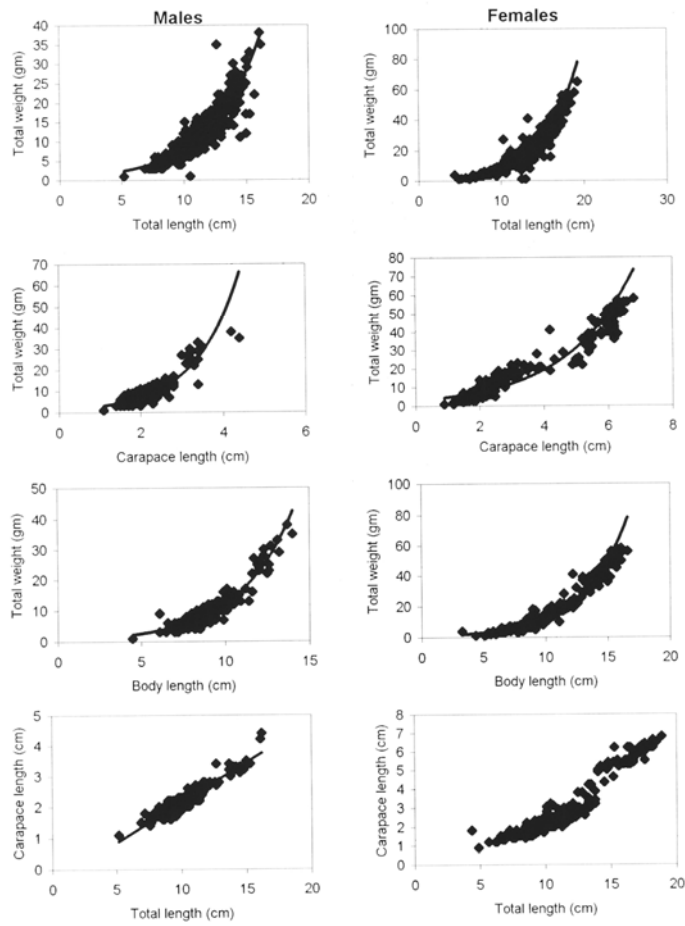 Males
Females
Total weight (gm)
40
35
30
25
20
15
10
5
0
0 5 10 15 20
Total length (cm)
Total weight (gm)
100
80
60
40
20
0
0 10 20 30
Total length (cm)
Total weight (gm)
70
60
50
40
30
20
10
0
0 2 4 6
Carapace length (cm)
Total weight (gm)
80
70
60
50
40
30
20
10
0
0 2 4 6 8
Carapace length (cm)
Total weight (gm)
50
40
30
20
10
0
0 5 10 15
Body length (cm)
Total weight (gm)
100
80
60
40
20
0
0 5 10 15 20
Body length (cm)
Carapace length (cm)
5
4
3
2
1
0
0 5 10 15 20
Total length (cm)
Carapace length (cm)
8
7
6
5
4
3
2
1
0
0 5 10 15 20
Total length (cm)